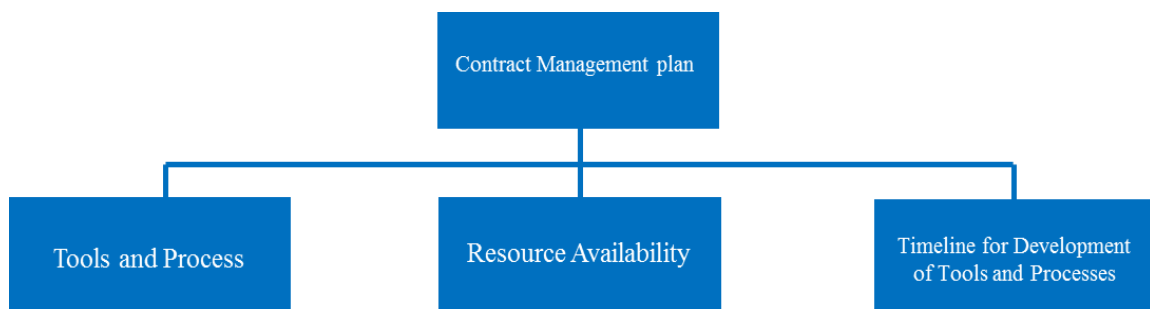 Contract Management plan
Tools and Process
Resource Availability
Timeline for Development
of Tools and Processes